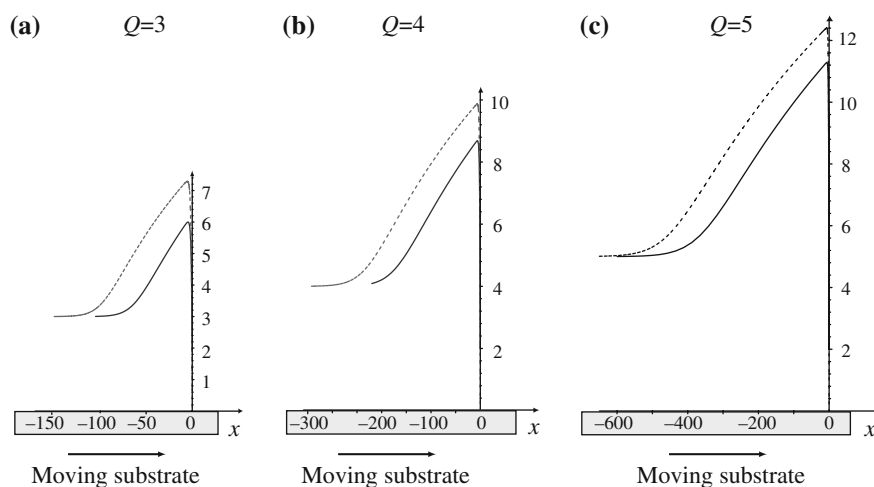 (a) Q=3
7
6
5
4
3
2
1
−150 −100 −50 0 x
Moving substrate
(b) Q=4
10
8
6
4
2
−300 −200 −100 0 x
Moving substrate
(c) Q=5
12
10
8
6
4
2
−600 −400 −200 0 x
Moving substrate